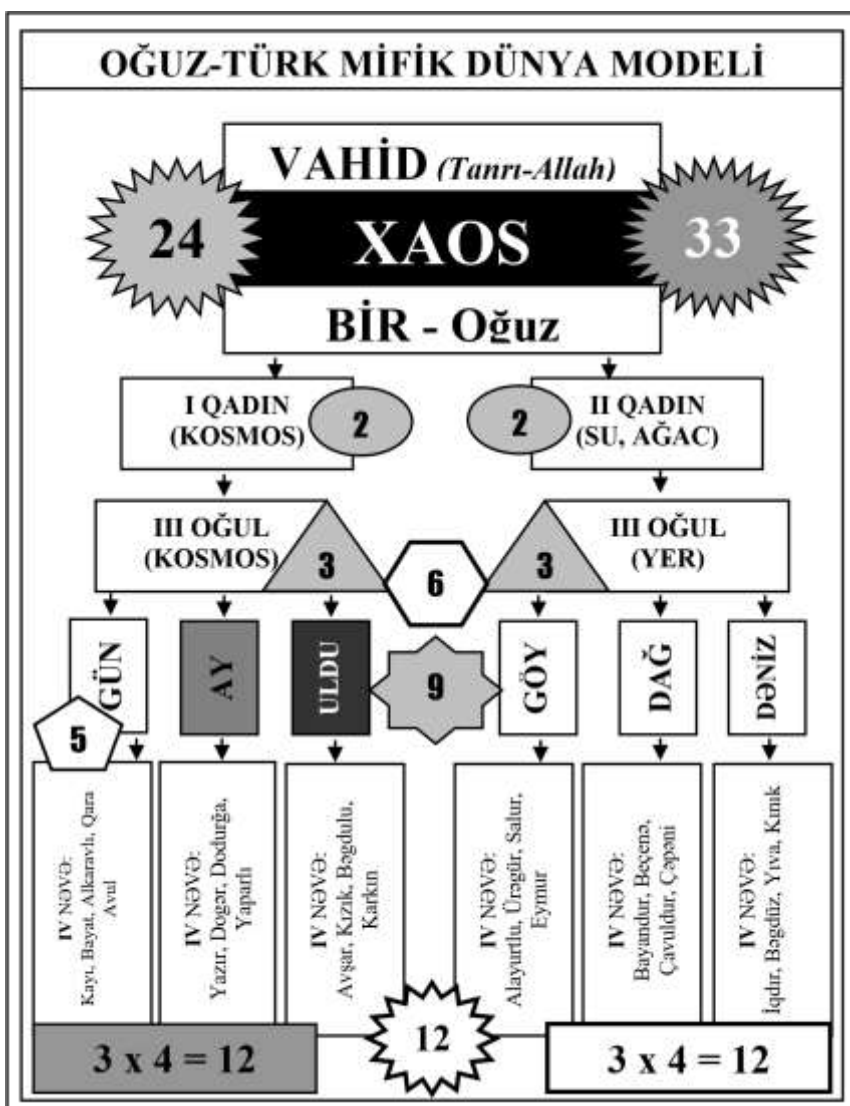 OĞUZ-TÜRK MİFİK DÜNYA MODELİ
VAHİD (Tanrı-Allah)
24
XAOS
33
BİR - Oğuz
I QADIN
(KOSMOS)
2
2
II QADIN
(SU, AĞAC)
III OĞUL
(KOSMOS)
3
6
3
III OĞUL
(YER)
GÜN
AY
ULDU
9
GÖY
DAĞ
DƏNİZ
5
IV NƏVƏ:
Kayı, Bayat, Alkaravlı, Qara
Avul
IV NƏVƏ:
Yazır, Dogər, Dodurğa,
Yaparlı
IV NƏVƏ:
Avşar, Kızık, Bəgdulu,
Karkın
IV NƏVƏ:
Alayurtlu, Ürəgür, Salur,
Eymur
IV NƏVƏ:
Bayandur, Beçenə,
Çavuldur, Çəpəni
IV NƏVƏ:
İqdır, Bəgdüz, Yıva, Kınık
3 x 4 = 12
12
3 x 4 = 12